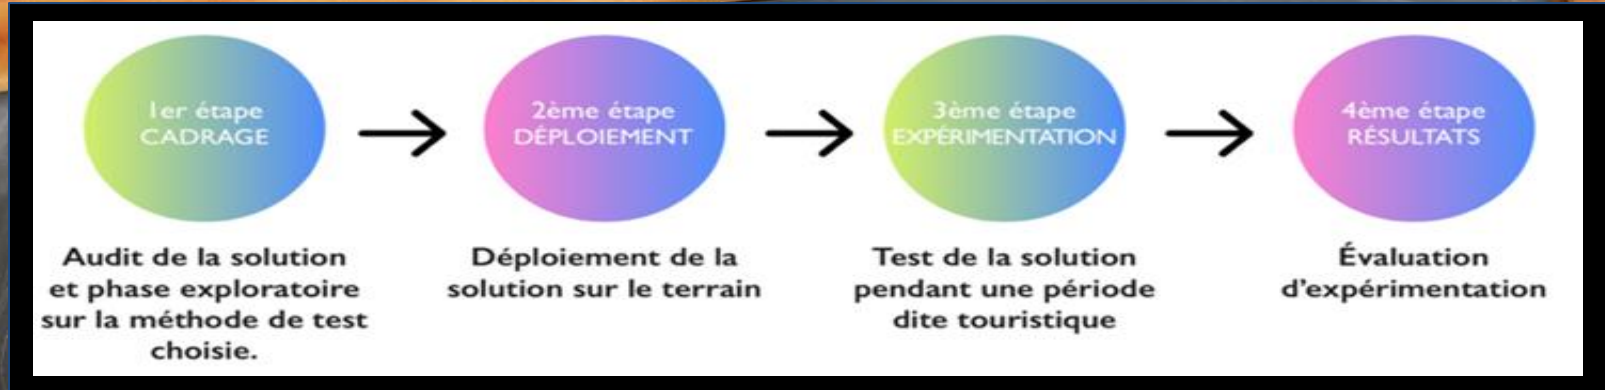 1er étape
CADRAGE
2ème étape
DÉPLOIEMENT
3ème étape
EXPÉRIMENTATION
4ème étape
RÉSULTATS
Audit de la solution
et phase exploratoire
sur la méthode de test
choisie.
Déploiement de la
solution sur le terrain
Test de la solution
pendant une période
dite touristique
Évaluation
d’expérimentation